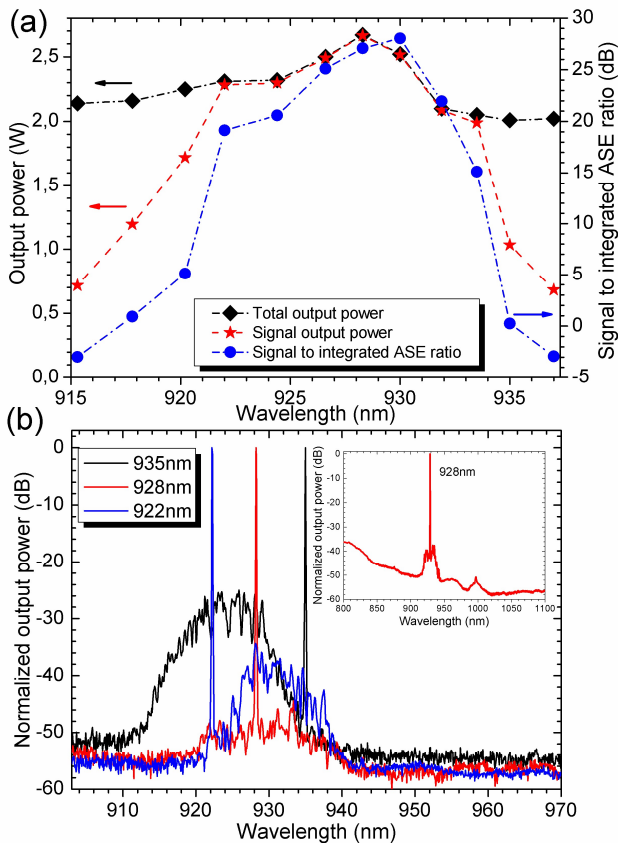 (a)
Output power (W)
2,5
2,0
1,5
1,0
0,5
0,0
30
25
20
15
10
5
0
-5
Signal to integrated ASE ratio (dB)
Total output power
Signal output power
Signal to integrated ASE ratio
915 920 925 930 935
Wavelength (nm)
(b)
Normalized output power (dB)
0
-10
-20
-30
-40
-50
-60
935nm
928nm
922nm
Normalized output power (dB)
0
-10
-20
-30
-40
-50
-60
928nm
800 850 900 950 1000 1050 1100
Wavelength (nm)
910 920 930 940 950 960 970
Wavelength (nm)